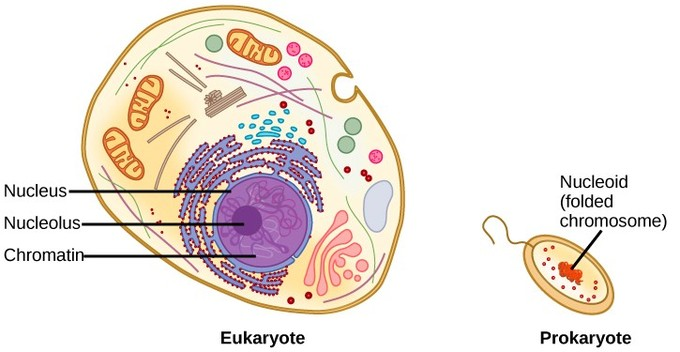 Nucleus
Nucleolus
Chromatin
Nucleoid
(folded
chromosome)
Eukaryote
Prokaryote